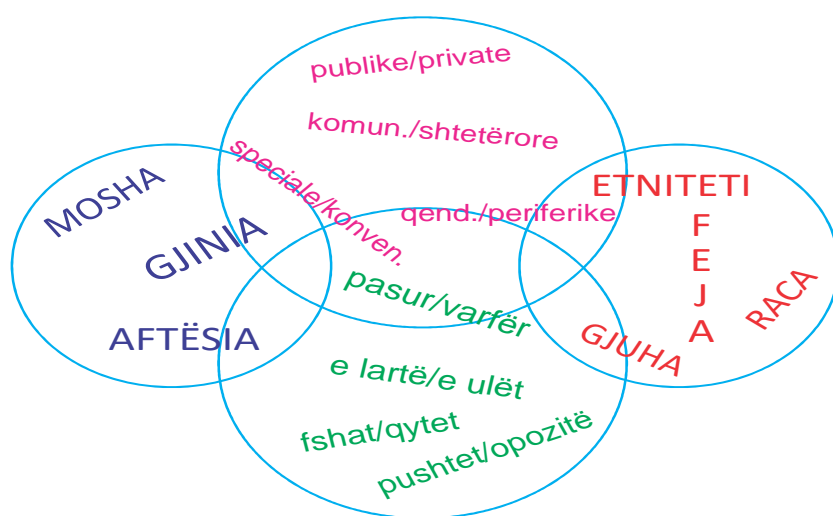 publike/private
komun./shtetërore
speciale/konven.
qend./periferike
MOSHA
GJINIA
AFTËSIA
pasur/varfër
e lartë/e ulët
fshat/qytet
pushtet/opozitë
ETNITETI
FEJA
RACA
GJUHA